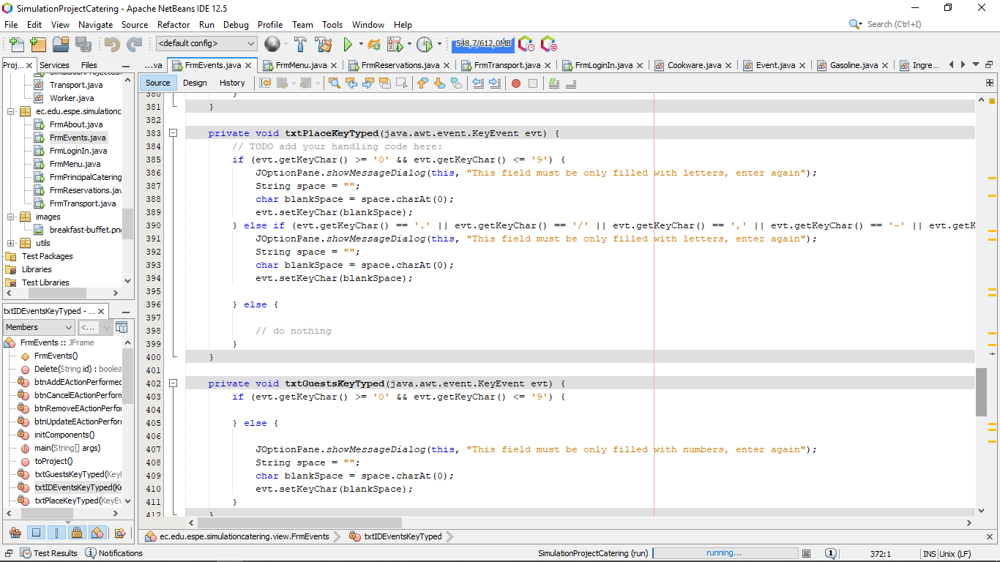 SimulationProjectCatering - Apache NetBeans IDE 12.5
File Edit View Navigate Source Refactor Run Debug Profile Team Tools Window Help
Search (Ctrl+I)
<default config>
548,7/612,0MB
Proj... Services Files
...va FrmEvents.java FrmMenu.java FrmReservations.java FrmTransport.java FrmLogInIn.java Cookware.java Event.java Gasoline.java Ingre...
Source Design History
Transport.java
Worker.java
ec.edu.espe.simulationc
FrmAbout.java
FrmEvents.java
FrmLogInIn.java
FrmMenu.java
FrmPrincipalCatering
FrmReservations.jav
FrmTransport.java
images
breakfast-buffet.pn
utils
Test Packages
Libraries
Test Libraries
txtIDEventsKeyTyped - ...
Members
<...
FrmEvents :: JFrame
FrmEvents()
Delete(String id) : boolea
btnAddEActionPerformed
btnCancelEActionPerform
btnRemoveEActionPerfor
btnUpdateEActionPerfor
initComponents()
main(String[] args)
toProject()
txtGuestsKeyTyped(KeyE
txtIDEventsKeyTyped(Ke
txtPlaceKeyTyped(KeyEv
380 }
381 }
382
383 private void txtPlaceKeyTyped(java.awt.event.KeyEvent evt) {
384 // TODO add your handling code here:
385 if (evt.getKeyChar() >= '0' && evt.getKeyChar() <= '9') {
386 JOptionPane.showMessageDialog(this, "This field must be only filled with letters, enter again");
387 String space = "";
388 char blankSpace = space.charAt(0);
389 evt.setKeyChar(blankSpace);
390 } else if (evt.getKeyChar() == '.' || evt.getKeyChar() == '/' || evt.getKeyChar() == ',' || evt.getKeyChar() == '-' || evt.getK
391 JOptionPane.showMessageDialog(this, "This field must be only filled with letters, enter again");
392 String space = "";
393 char blankSpace = space.charAt(0);
394 evt.setKeyChar(blankSpace);
395
396 } else {
397
398 // do nothing
399 }
400 }
401
402 private void txtGuestsKeyTyped(java.awt.event.KeyEvent evt) {
403 if (evt.getKeyChar() >= '0' && evt.getKeyChar() <= '9') {
404
405 } else {
406
407 JOptionPane.showMessageDialog(this, "This field must be only filled with numbers, enter again");
408 String space = "";
409 char blankSpace = space.charAt(0);
410 evt.setKeyChar(blankSpace);
411 }
412 }
ec.edu.espe.simulationcatering.view.FrmEvents txtIDEventsKeyTyped
Test Results Notifications
SimulationProjectCatering (run) running... 1 372:1 INS Unix (LF)